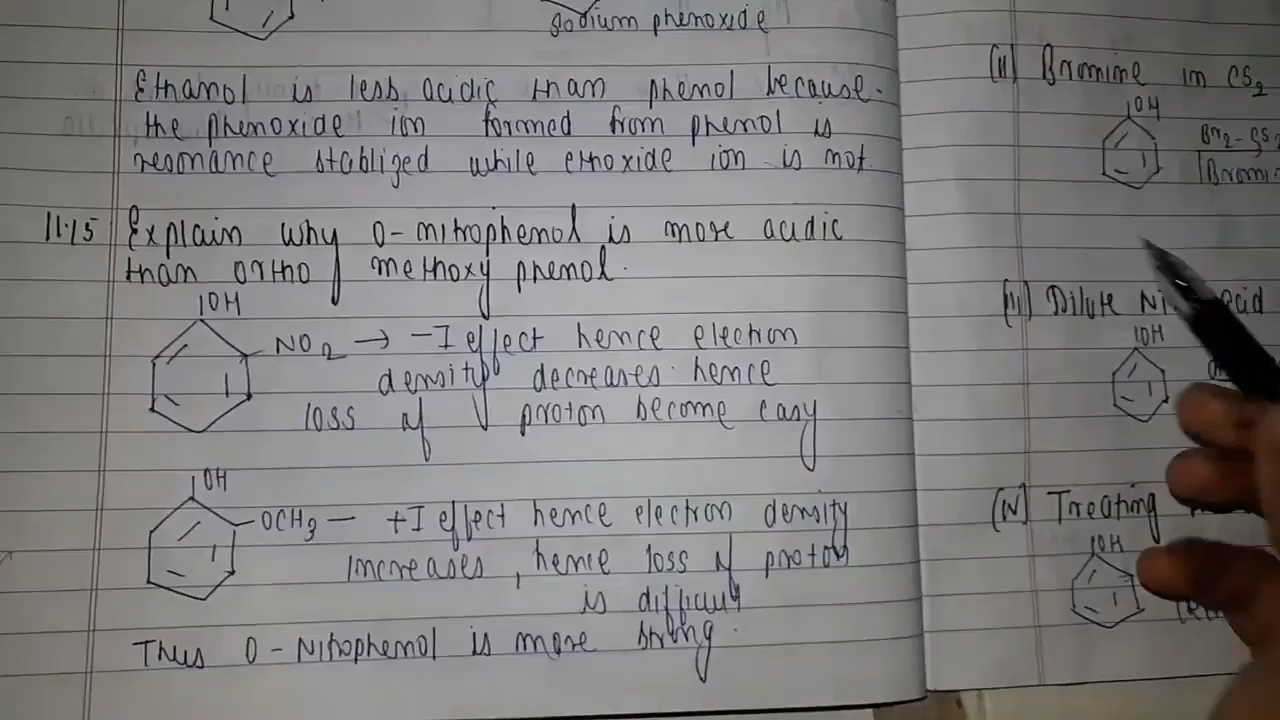 sodium phenoxide
Ethanol is less acidic than phenol because.
the phenoxide ion formed from phenol is
resonance stablized while ethoxide ion is not
11.15 Explain why O-nitrophenol is more acidic
than ortho methoxy phenol.
OH
NO2 → -I effect hence electron
density decreases hence
loss of proton become easy
OH
OCH3 — +I effect hence electron density
increases, hence loss of proton
is difficult
Thus O-Nitrophenol is more strong.
(ii) Bromine in CS2
OH
Br2-CS2
(iii) Dilute
OH
(iv) Treating
OH